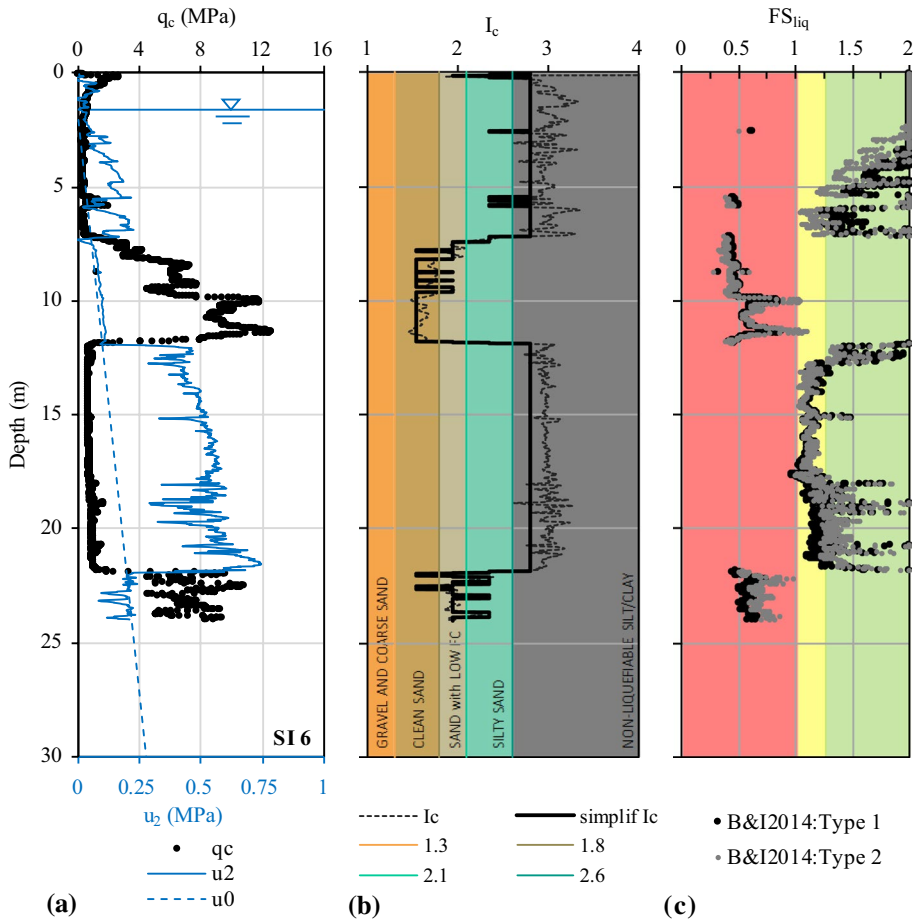 q_c (MPa)
0 4 8 12 16
I_c
1 2 3 4
FS_liq
0 0.5 1 1.5 2
Depth (m)
0
5
10
15
20
25
30
SI 6
0 0.25 0.5 0.75 1
u_2 (MPa)
GRAVEL AND COARSE SAND
CLEAN SAND
SAND with LOW FC
SILTY SAND
NON-LIQUEFIABLE SILT/CLAY
qc
u2
u0
Ic
simplif Ic
1.3
1.8
2.1
2.6
B&I2014:Type 1
B&I2014:Type 2
(a)
(b)
(c)